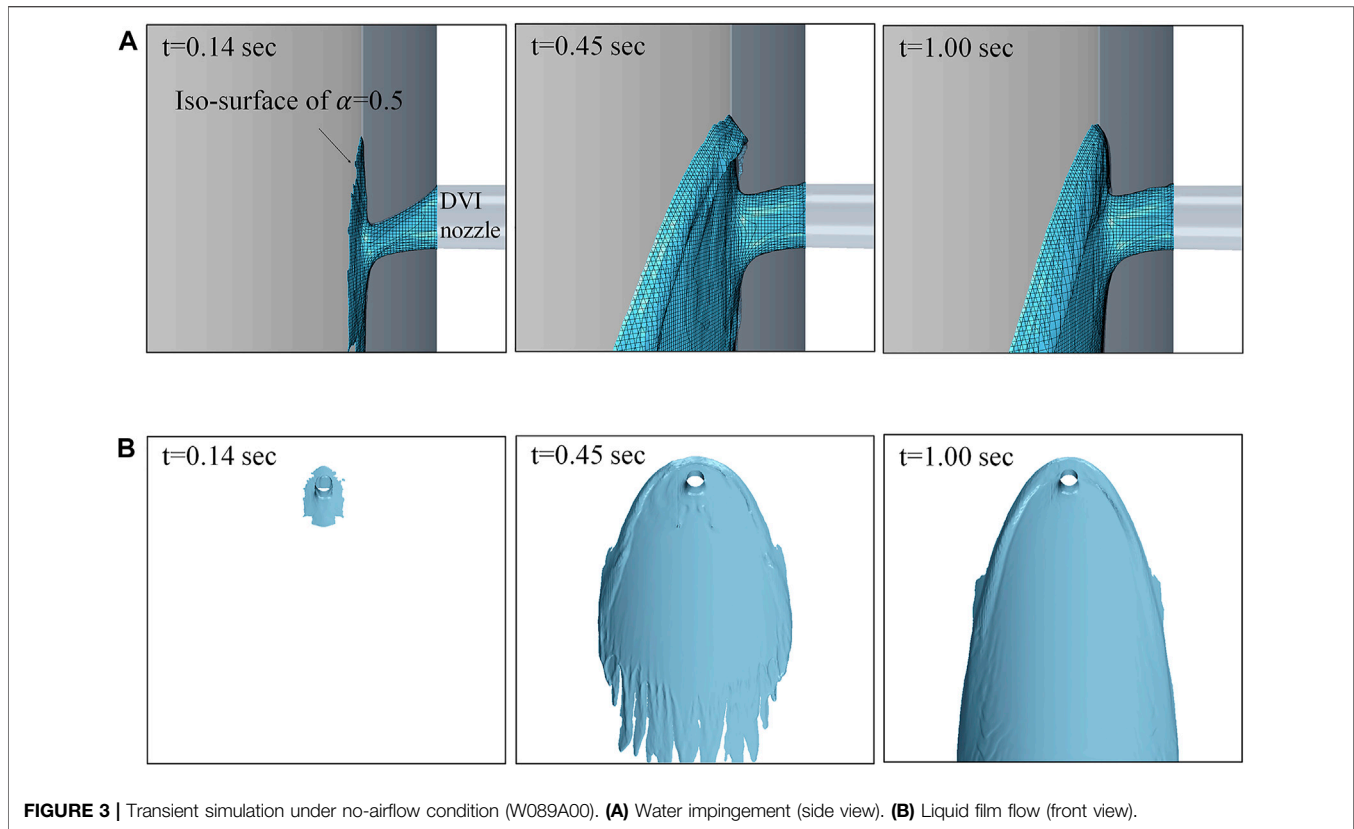 A
t=0.14 sec
Iso-surface of α=0.5
DVI
nozzle
t=0.45 sec
t=1.00 sec
B
t=0.14 sec
t=0.45 sec
t=1.00 sec
FIGURE 3 | Transient simulation under no-airflow condition (W089A00). (A) Water impingement (side view). (B) Liquid film flow (front view).